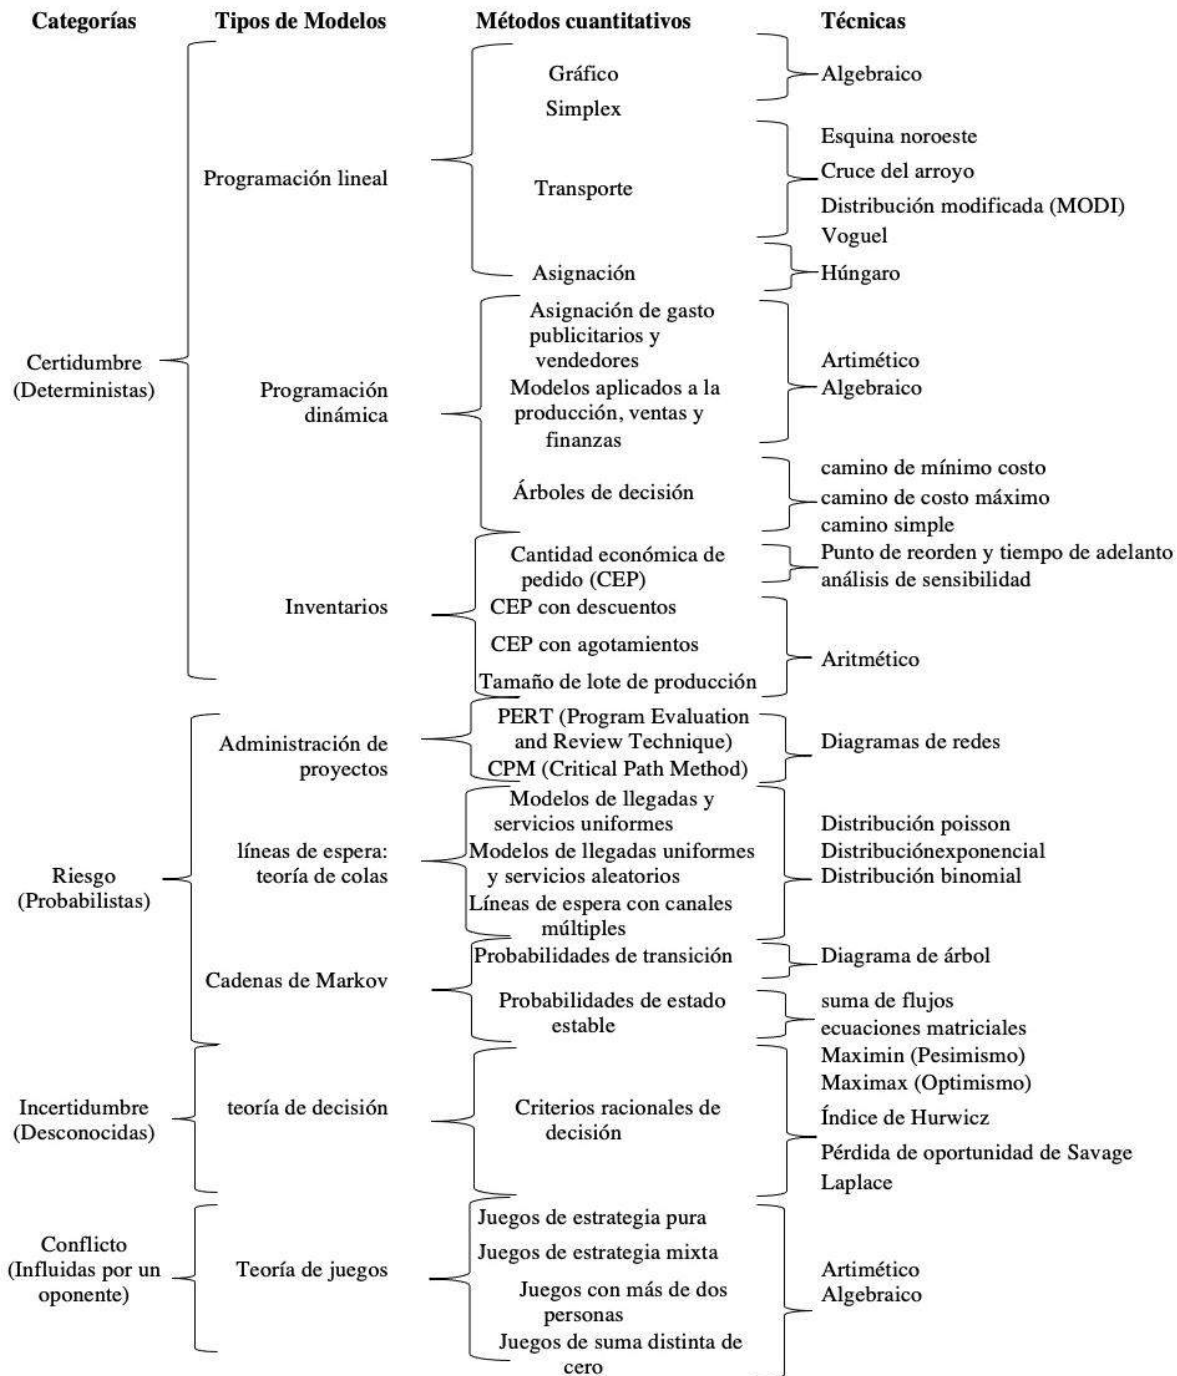 Categorías Tipos de Modelos Métodos cuantitativos Técnicas
Certidumbre
(Deterministas)
Programación lineal
Gráfico
Simplex
Algebraico
Transporte
Esquina noroeste
Cruce del arroyo
Distribución modificada (MODI)
Voguel
Asignación
Húngaro
Programación
dinámica
Asignación de gasto
publicitarios y
vendedores
Modelos aplicados a la
producción, ventas y
finanzas
Artimético
Algebraico
Árboles de decisión
camino de mínimo costo
camino de costo máximo
camino simple
Inventarios
Cantidad económica de
pedido (CEP)
Punto de reorden y tiempo de adelanto
análisis de sensibilidad
CEP con descuentos
CEP con agotamientos
Tamaño de lote de producción
Aritmético
Riesgo
(Probabilistas)
Administración de
proyectos
PERT (Program Evaluation
and Review Technique)
CPM (Critical Path Method)
Diagramas de redes
líneas de espera:
teoría de colas
Modelos de llegadas y
servicios uniformes
Modelos de llegadas uniformes
y servicios aleatorios
Líneas de espera con canales
múltiples
Distribución poisson
Distribuciónexponencial
Distribución binomial
Cadenas de Markov
Probabilidades de transición
Diagrama de árbol
Probabilidades de estado
estable
suma de flujos
ecuaciones matriciales
Incertidumbre
(Desconocidas)
teoría de decisión
Criterios racionales de
decisión
Maximin (Pesimismo)
Maximax (Optimismo)
Índice de Hurwicz
Pérdida de oportunidad de Savage
Laplace
Conflicto
(Influidas por un
oponente)
Teoría de juegos
Juegos de estrategia pura
Juegos de estrategia mixta
Juegos con más de dos
personas
Juegos de suma distinta de
cero
Artimético
Algebraico